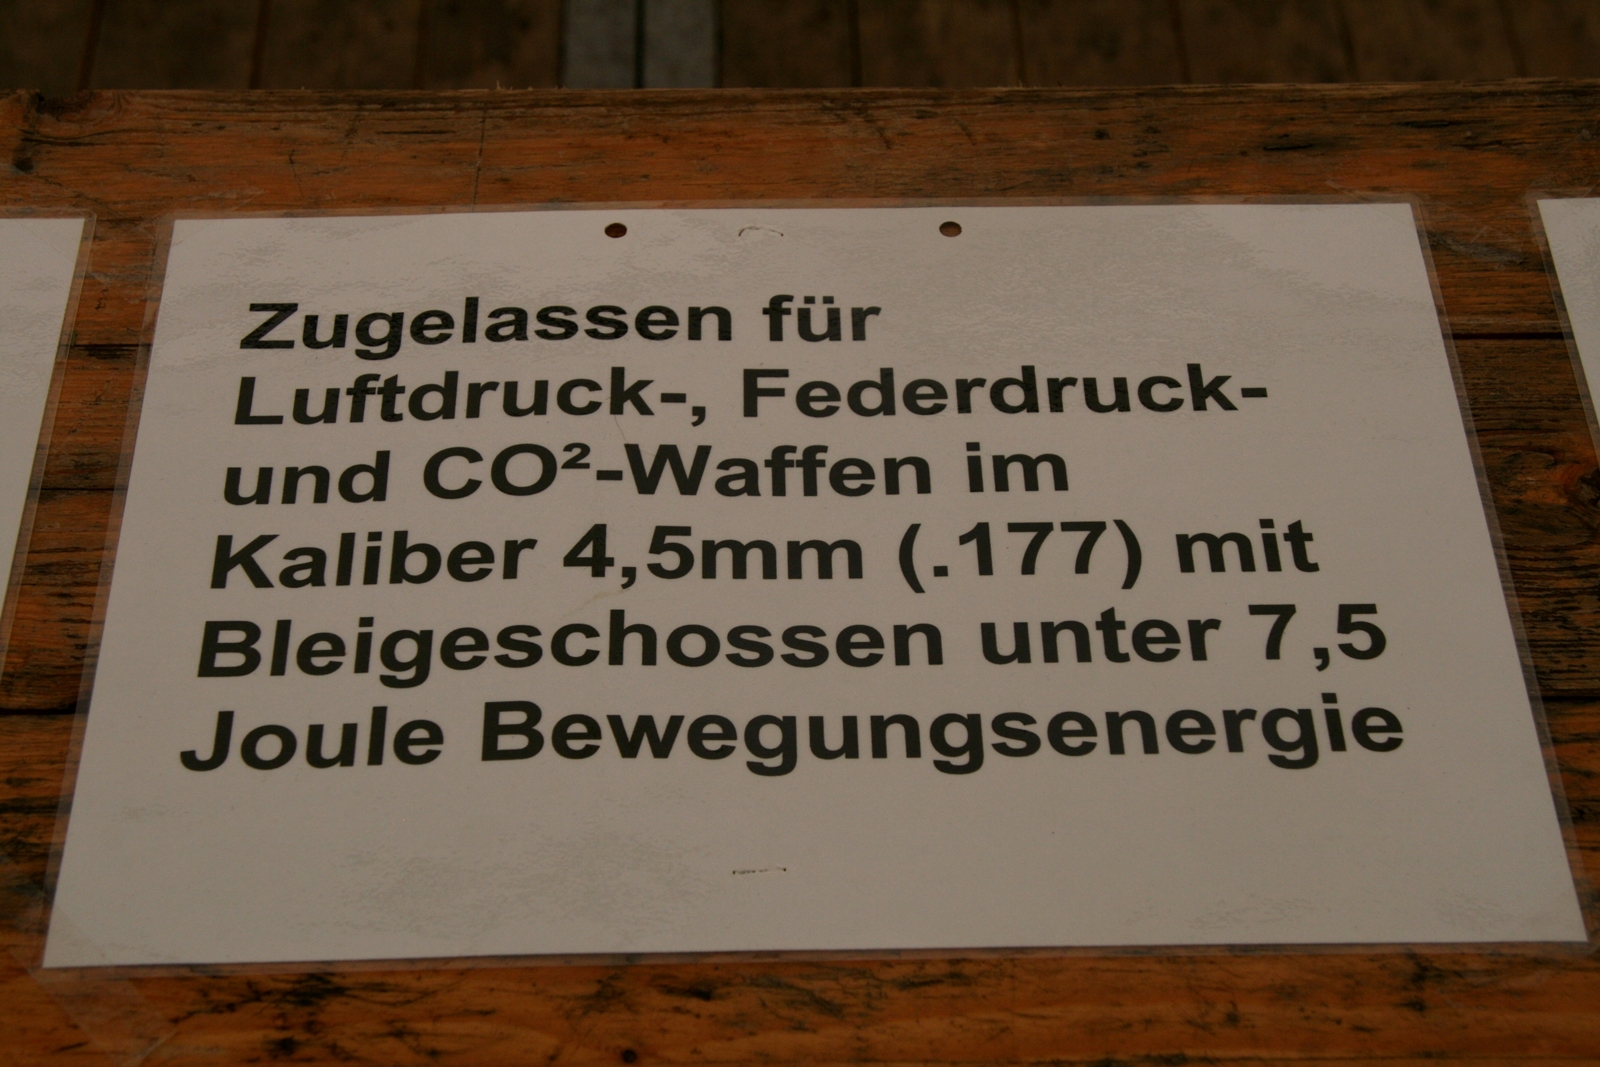 Zugelassen für
Luftdruck-, Federdruck-
und CO²-Waffen im
Kaliber 4,5mm (.177) mit
Bleigeschossen unter 7,5
Joule Bewegungsenergie